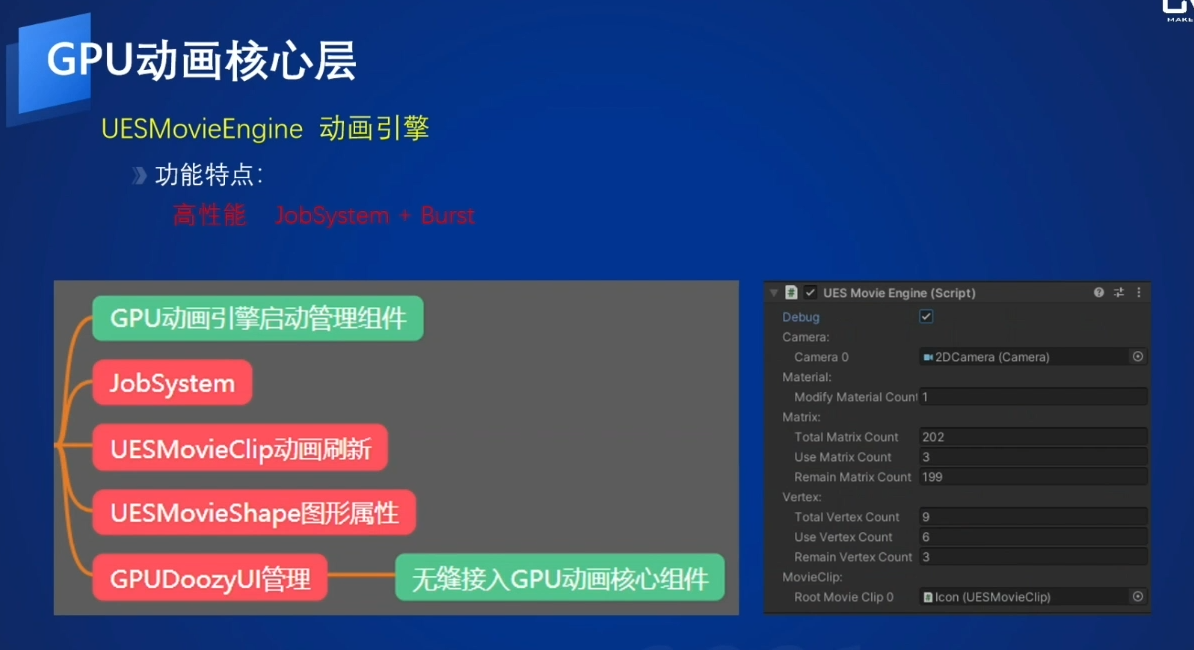 GPU动画核心层
UESMovieEngine 动画引擎
功能特点：
高性能 JobSystem + Burst
GPU动画引擎启动管理组件
JobSystem
UESMovieClip动画刷新
UESMovieShape图形属性
GPUDoozyUI管理
无缝接入GPU动画核心组件
UES Movie Engine (Script)
Debug
Camera:
Camera 0 2DCamera (Camera)
Material:
Modify Material Count 1
Matrix:
Total Matrix Count 202
Use Matrix Count 3
Remain Matrix Count 199
Vertex:
Total Vertex Count 9
Use Vertex Count 6
Remain Vertex Count 3
MovieClip:
Root Movie Clip 0 Icon (UESMovieClip)